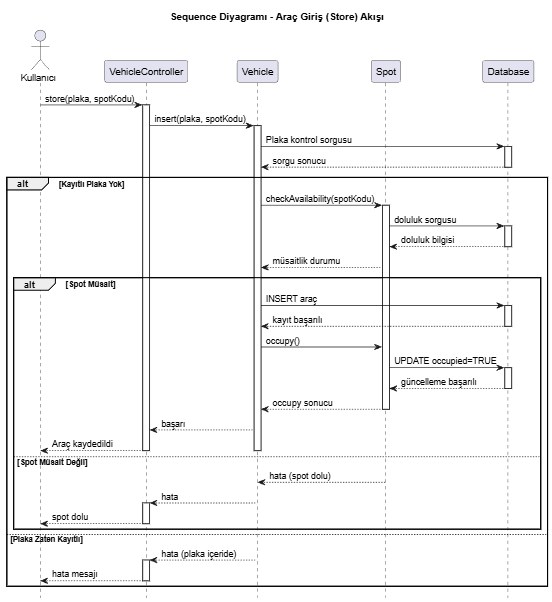 Sequence Diyagramı - Araç Giriş (Store) Akışı
Kullanıcı
VehicleController
Vehicle
Spot
Database
store(plaka, spotKodu)
insert(plaka, spotKodu)
Plaka kontrol sorgusu
sorgu sonucu
alt [Kayıtlı Plaka Yok]
checkAvailability(spotKodu)
doluluk sorgusu
doluluk bilgisi
müsaitlik durumu
alt [Spot Müsait]
INSERT araç
kayıt başarılı
occupy()
UPDATE occupied=TRUE
güncelleme başarılı
occupy sonucu
başarı
Araç kaydedildi
[Spot Müsait Değil]
hata (spot dolu)
hata
spot dolu
[Plaka Zaten Kayıtlı]
hata (plaka içeride)
hata mesajı